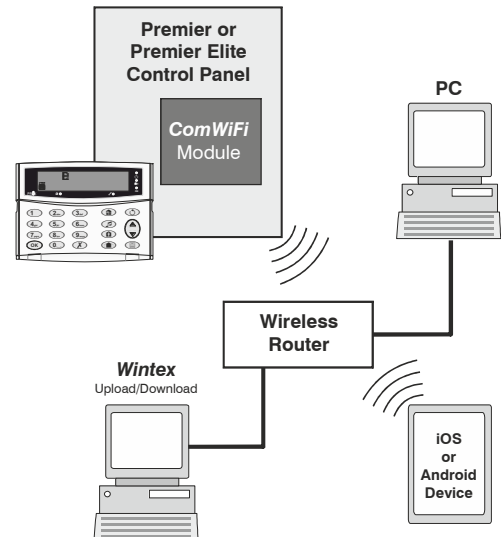 Premier or
Premier Elite
Control Panel
ComWiFi
Module
PC
Wireless
Router
Wintex
Upload/Download
iOS
or
Android
Device